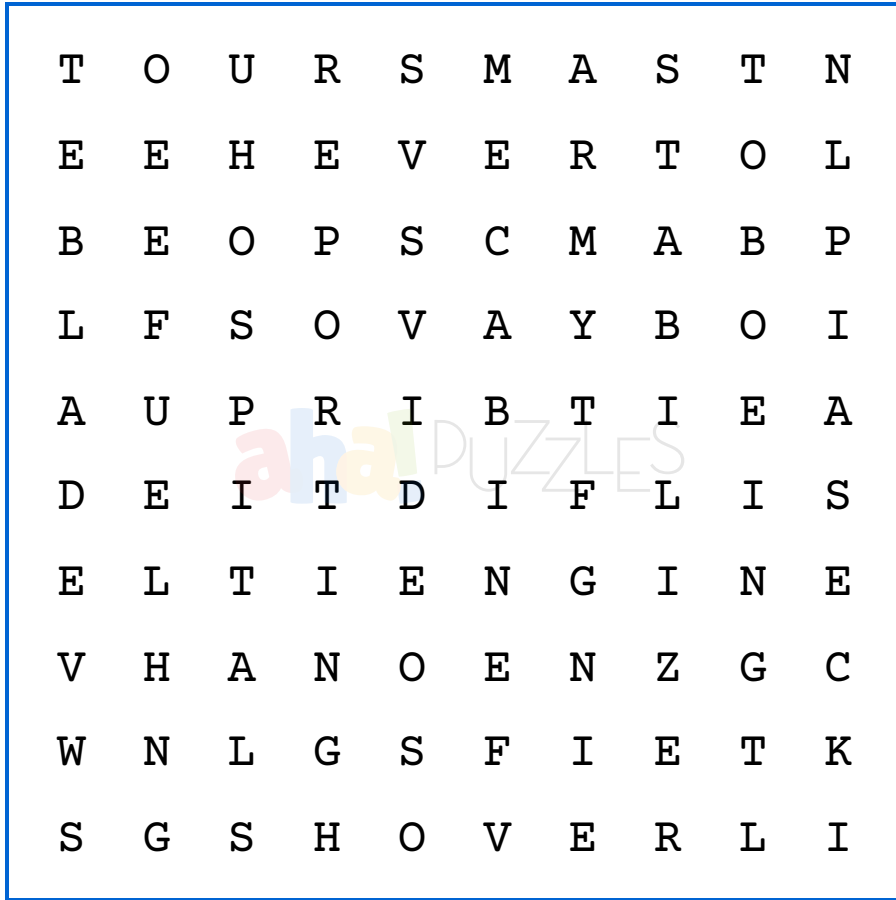 T O U R S M A S T N
E E H E V E R T O L
B E O P S C M A B P
L F S O V A Y B O I
A U P R I B T I E A
D E I T D I F L I S
E L T I E N G I N E
V H A N O E N Z G C
W N L G S F I E T K
S G S H O V E R L I
aha! PUZZLES